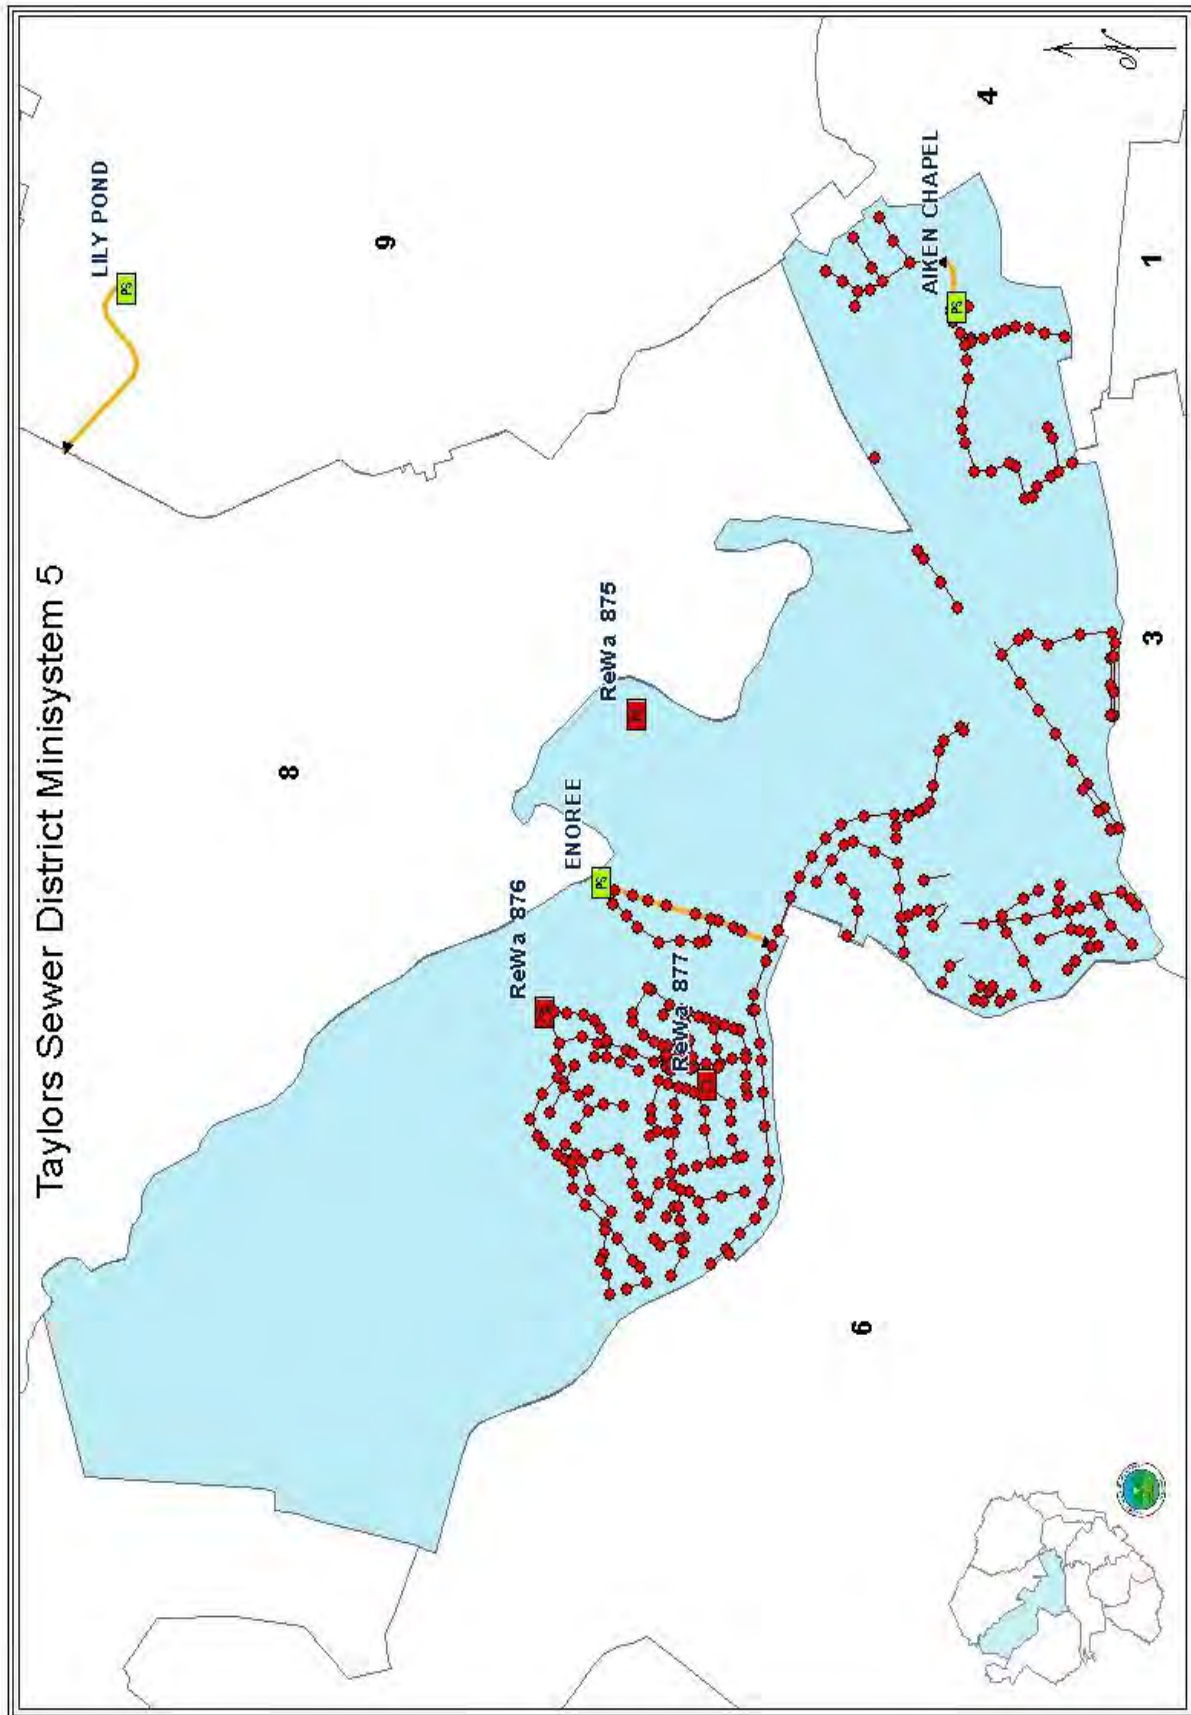 Taylors Sewer District Minisystem 5
LILY POND
PS
9
8
4
AIKEN CHAPEL
PS
1
ReWa 875
ENOREE
PS
ReWa 876
ReWa 877
3
6
N